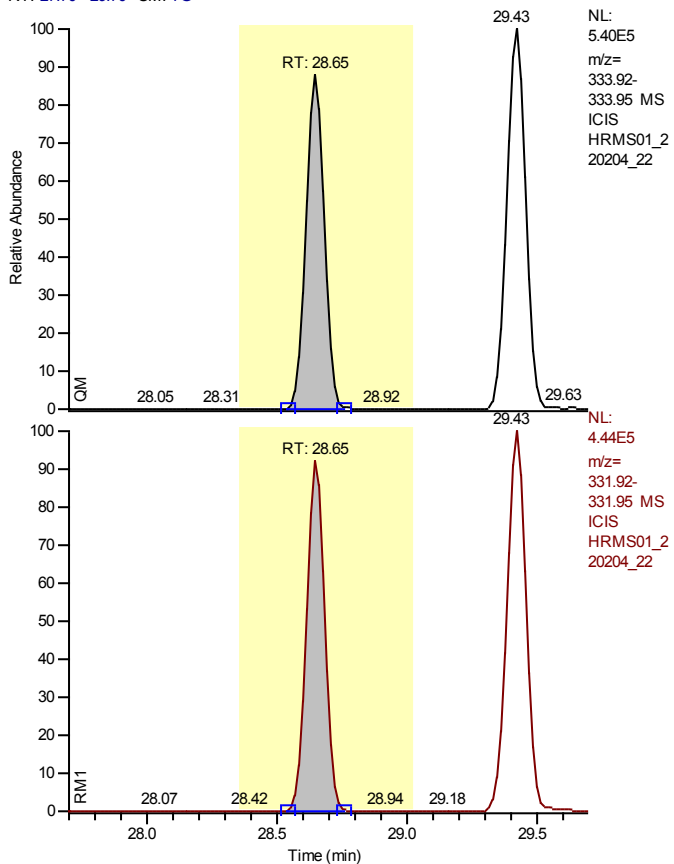 29.43
NL:
5.40E5
m/z=
333.92-
333.95 MS
ICIS
HRMS01_2
20204_22
RT: 28.65
100
90
80
70
60
50
40
30
20
10
0
Relative Abundance
QM
28.05 28.31 28.92 29.63
29.43
NL:
4.44E5
m/z=
331.92-
331.95 MS
ICIS
HRMS01_2
20204_22
RT: 28.65
100
90
80
70
60
50
40
30
20
10
0
RM1
28.07 28.42 28.94 29.18
28.0 28.5 29.0 29.5
Time (min)